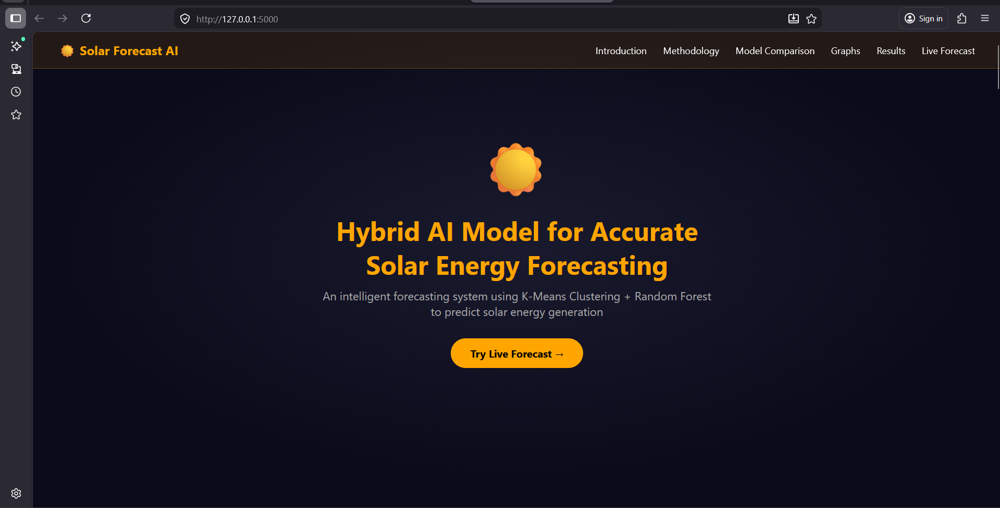 http://127.0.0.1:5000
Sign in
Solar Forecast AI
Introduction Methodology Model Comparison Graphs Results Live Forecast
Hybrid AI Model for Accurate
Solar Energy Forecasting
An intelligent forecasting system using K-Means Clustering + Random Forest
to predict solar energy generation
Try Live Forecast →